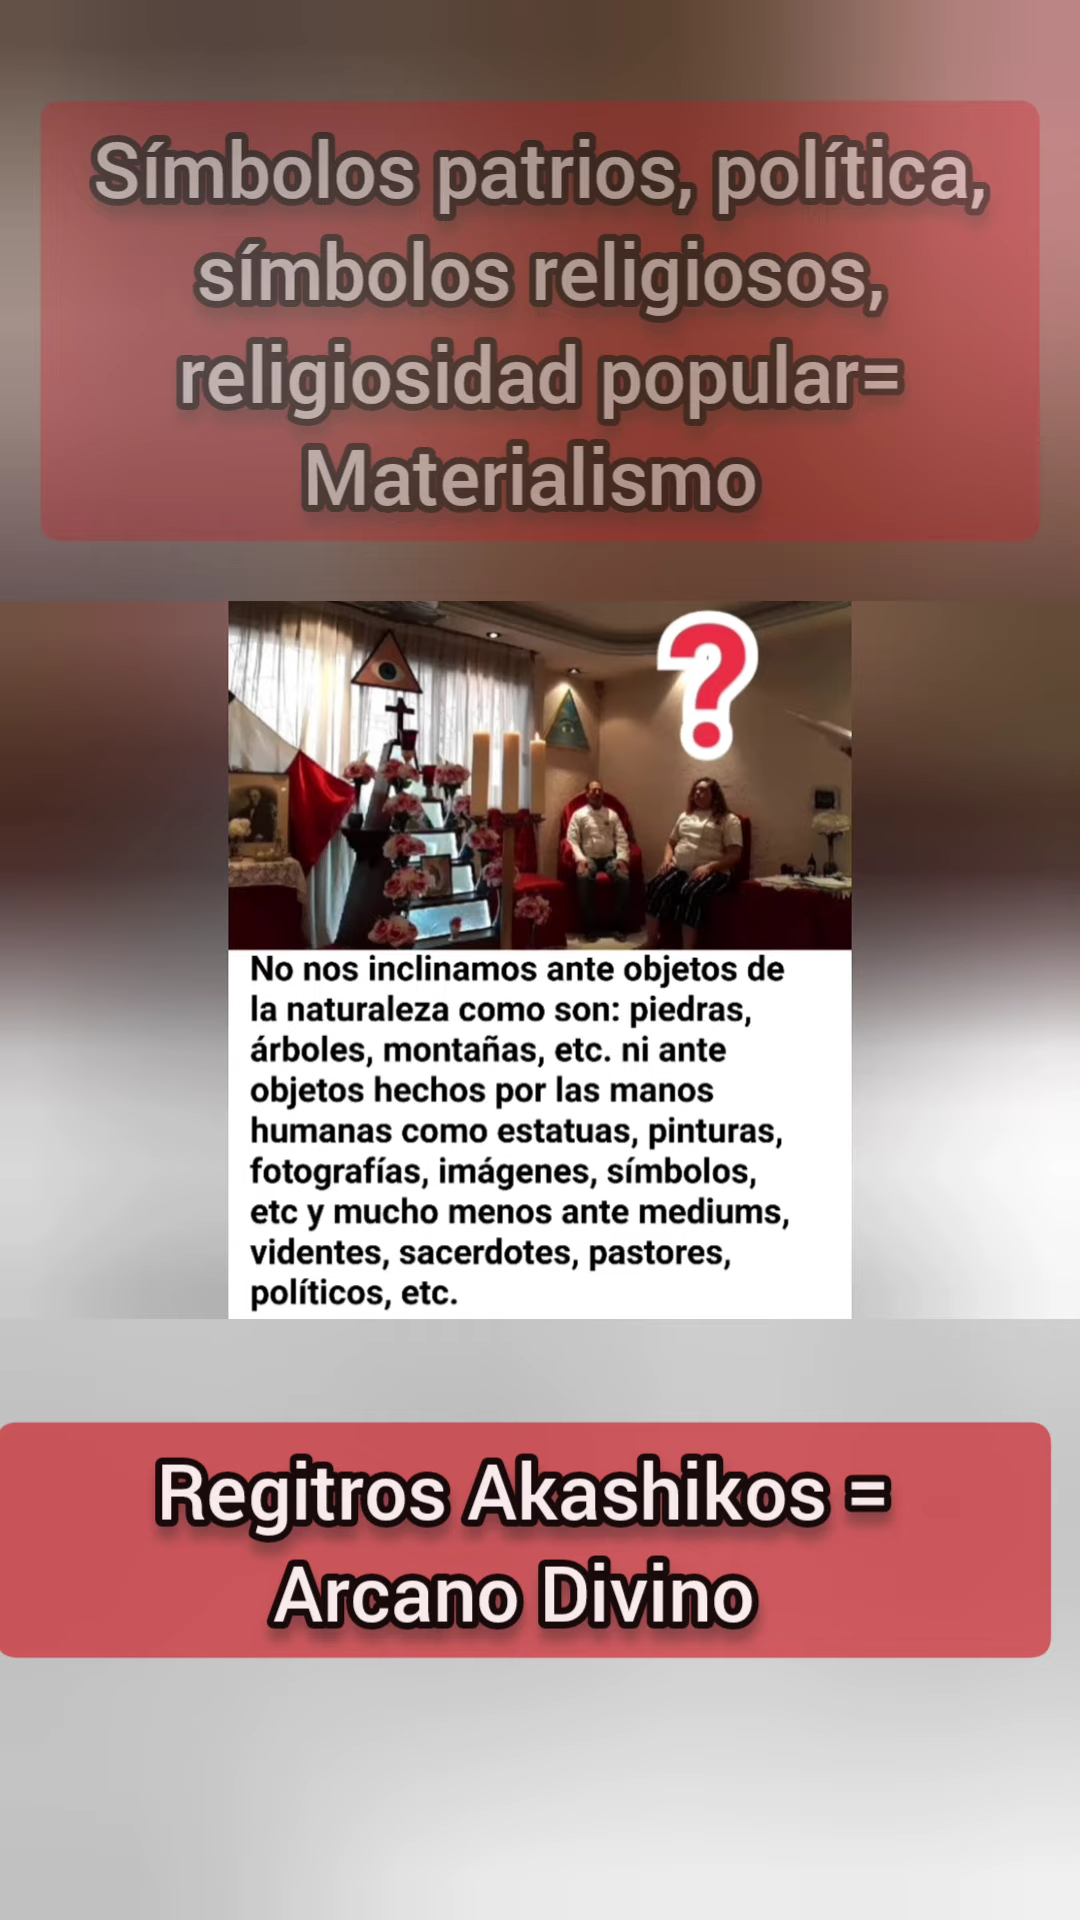 Símbolos patrios, política,
símbolos religiosos,
religiosidad popular=
Materialismo
?
No nos inclinamos ante objetos de
la naturaleza como son: piedras,
árboles, montañas, etc. ni ante
objetos hechos por las manos
humanas como estatuas, pinturas,
fotografías, imágenes, símbolos,
etc y mucho menos ante mediums,
videntes, sacerdotes, pastores,
políticos, etc.
Regitros Akashikos =
Arcano Divino